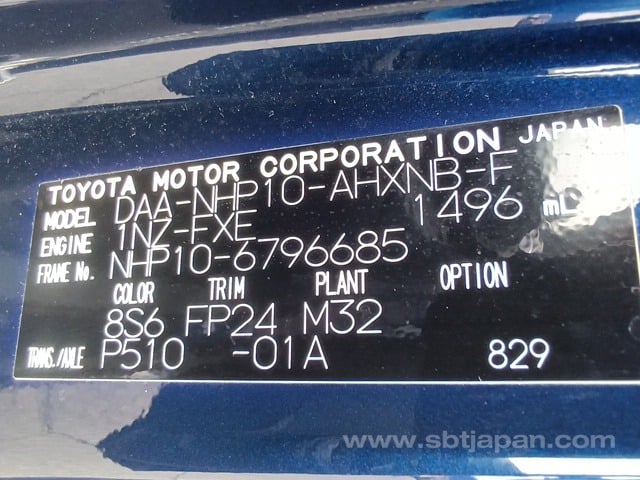 TOYOTA MOTOR CORPORATION JAPAN
MODEL DAA-NHP10-AHXNB-F
ENGINE 1NZ-FXE 1496 mL
FRAME No. NHP10-6796685
COLOR TRIM PLANT OPTION
8S6 FP24 M32
TRANS./AXLE P510 -01A 829
www.sbtjapan.com